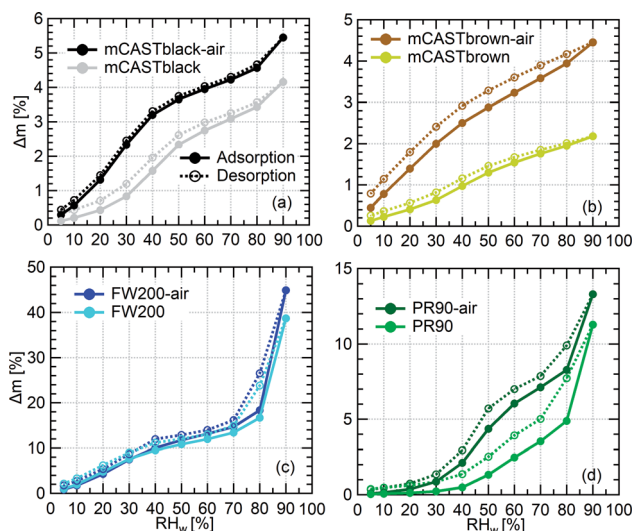 Δm [%]
6
5
4
3
2
1
0
mCASTblack-air
mCASTblack
Adsorption
Desorption
(a)
0 10 20 30 40 50 60 70 80 90 100
5
4
3
2
1
0
Δm [%]
mCASTbrown-air
mCASTbrown
(b)
0 10 20 30 40 50 60 70 80 90 100
Δm [%]
50
40
30
20
10
0
FW200-air
FW200
(c)
0 10 20 30 40 50 60 70 80 90 100
RHw [%]
Δm [%]
15
10
5
0
PR90-air
PR90
(d)
0 10 20 30 40 50 60 70 80 90 100
RHw [%]